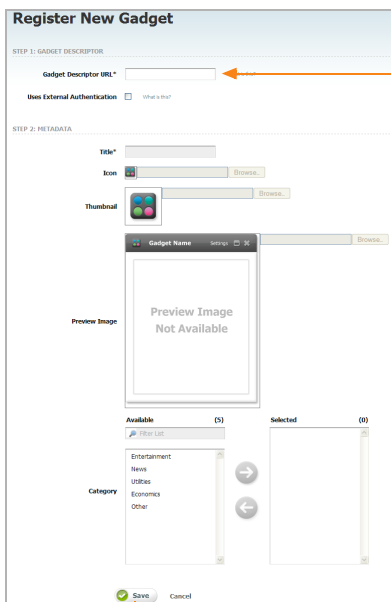 Register New Gadget
STEP 1: GADGET DESCRIPTOR
Gadget Descriptor URL*
Uses External Authentication What is this?
STEP 2: METADATA
Title*
Icon Browse..
Browse..
Thumbnail
Gadget Name Settings
Browse..
Preview Image
Not Available
Preview Image
Available (5) Selected (0)
Filter List
Entertainment
News
Utilities
Economics
Other
Category
Save Cancel